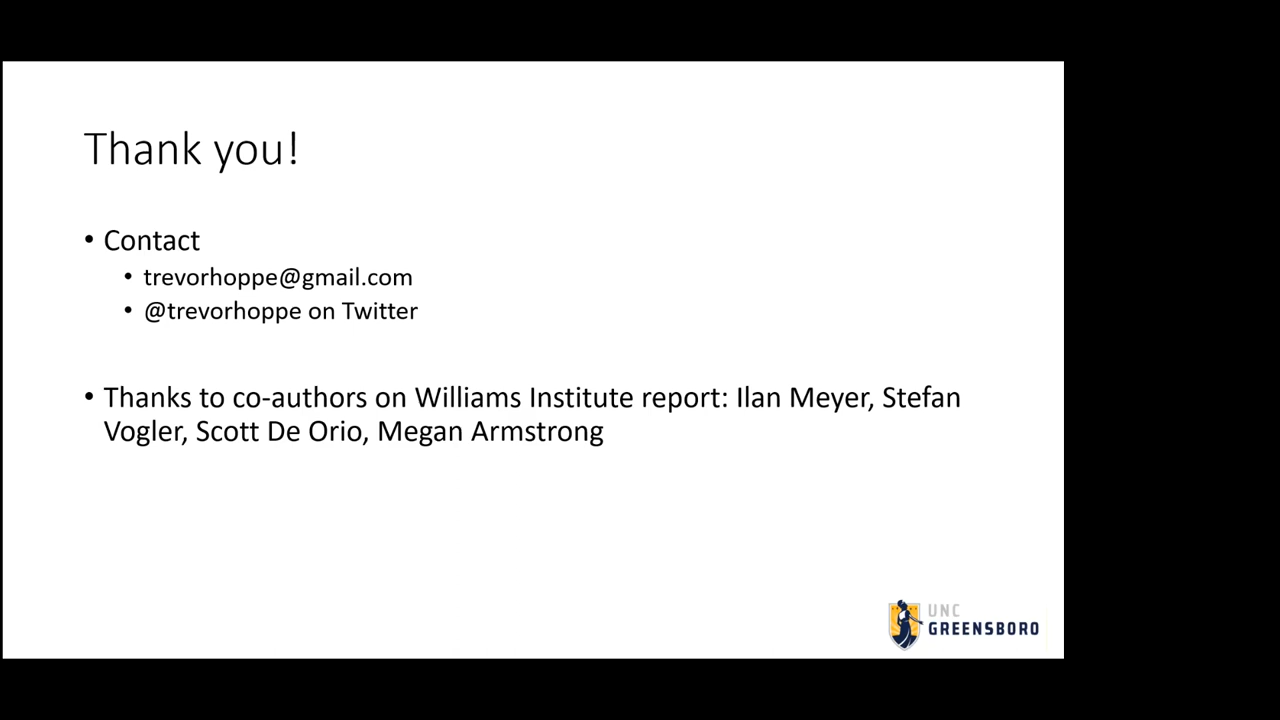 Thank you!
• Contact
• trevorhoppe@gmail.com
• @trevorhoppe on Twitter
• Thanks to co-authors on Williams Institute report: Ilan Meyer, Stefan
Vogler, Scott De Orio, Megan Armstrong
UNC
GREENSBORO